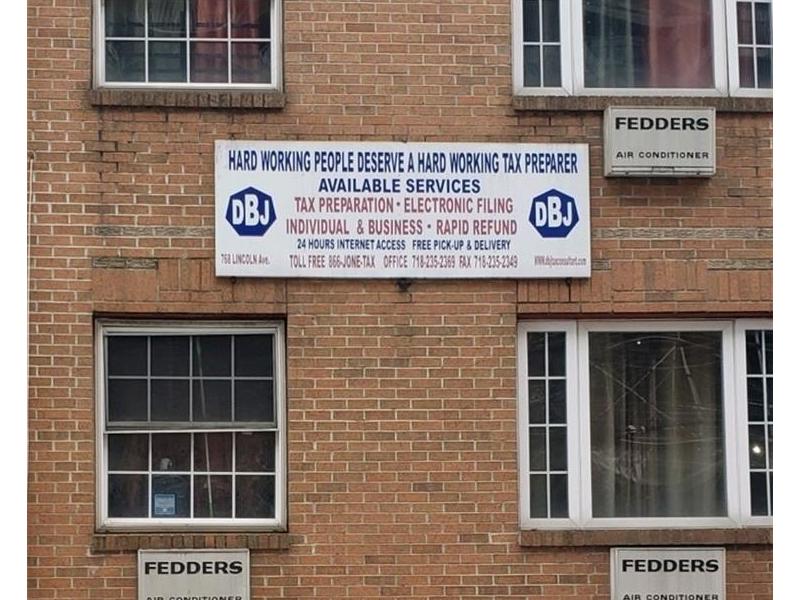 FEDDERS
AIR CONDITIONER
HARD WORKING PEOPLE DESERVE A HARD WORKING TAX PREPARER
AVAILABLE SERVICES
DBJ
TAX PREPARATION • ELECTRONIC FILING
DBJ
INDIVIDUAL & BUSINESS • RAPID REFUND
24 HOURS INTERNET ACCESS FREE PICK-UP & DELIVERY
768 LINCOLN Ave. TOLL FREE 866-JONE-TAX OFFICE 718-235-2369 FAX 718-235-2349
FEDDERS
AIR CONDITIONER
FEDDERS
AIR CONDITIONER